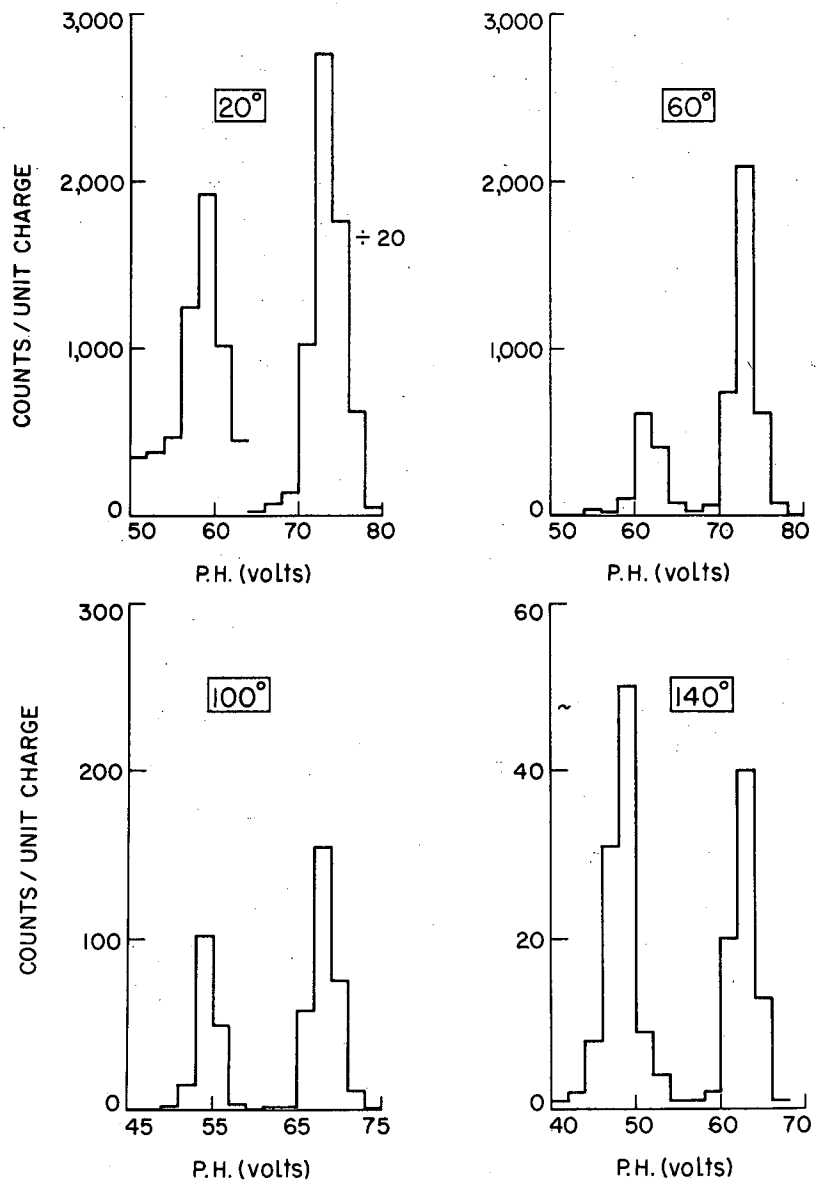 3,000
2,000
1,000
0
20°
÷ 20
50 60 70 80
P.H. (volts)
COUNTS / UNIT CHARGE
3,000
2,000
1,000
0
60°
50 60 70 80
P.H. (volts)
300
200
100
0
100°
45 55 65 75
P.H. (volts)
COUNTS / UNIT CHARGE
60
40
20
0
~
140°
40 50 60 70
P.H. (volts)